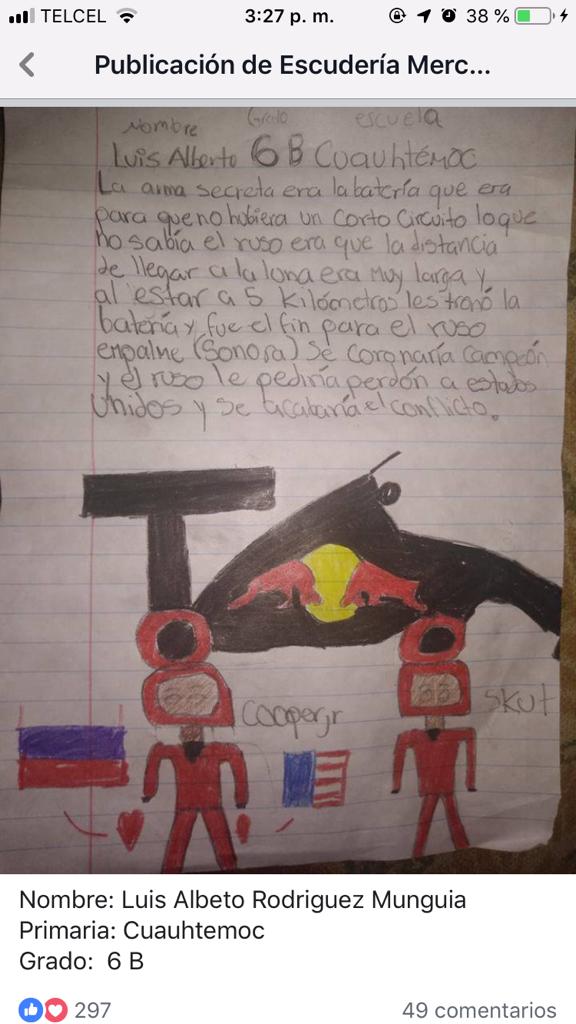 TELCEL
3:27 p. m.
38 %
Publicación de Escudería Merc...
Nombre Grado escuela
Luis Alberto 6 B Cuauhtémoc
La arma secreta era la batería que era
para que no hubiera un corto circuito lo que
no sabía el ruso era que la distancia
de llegar a la lona era muy larga y
al estar a 5 kilómetros les tronó la
batería y fue el fin para el ruso
empalme (Sonora) se coronaría campeón
y el ruso le pediría perdón a estados
Unidos y se acabaría el conflicto.
Cooper jr
Skut
Nombre: Luis Albeto Rodriguez Munguia
Primaria: Cuauhtemoc
Grado: 6 B
297
49 comentarios